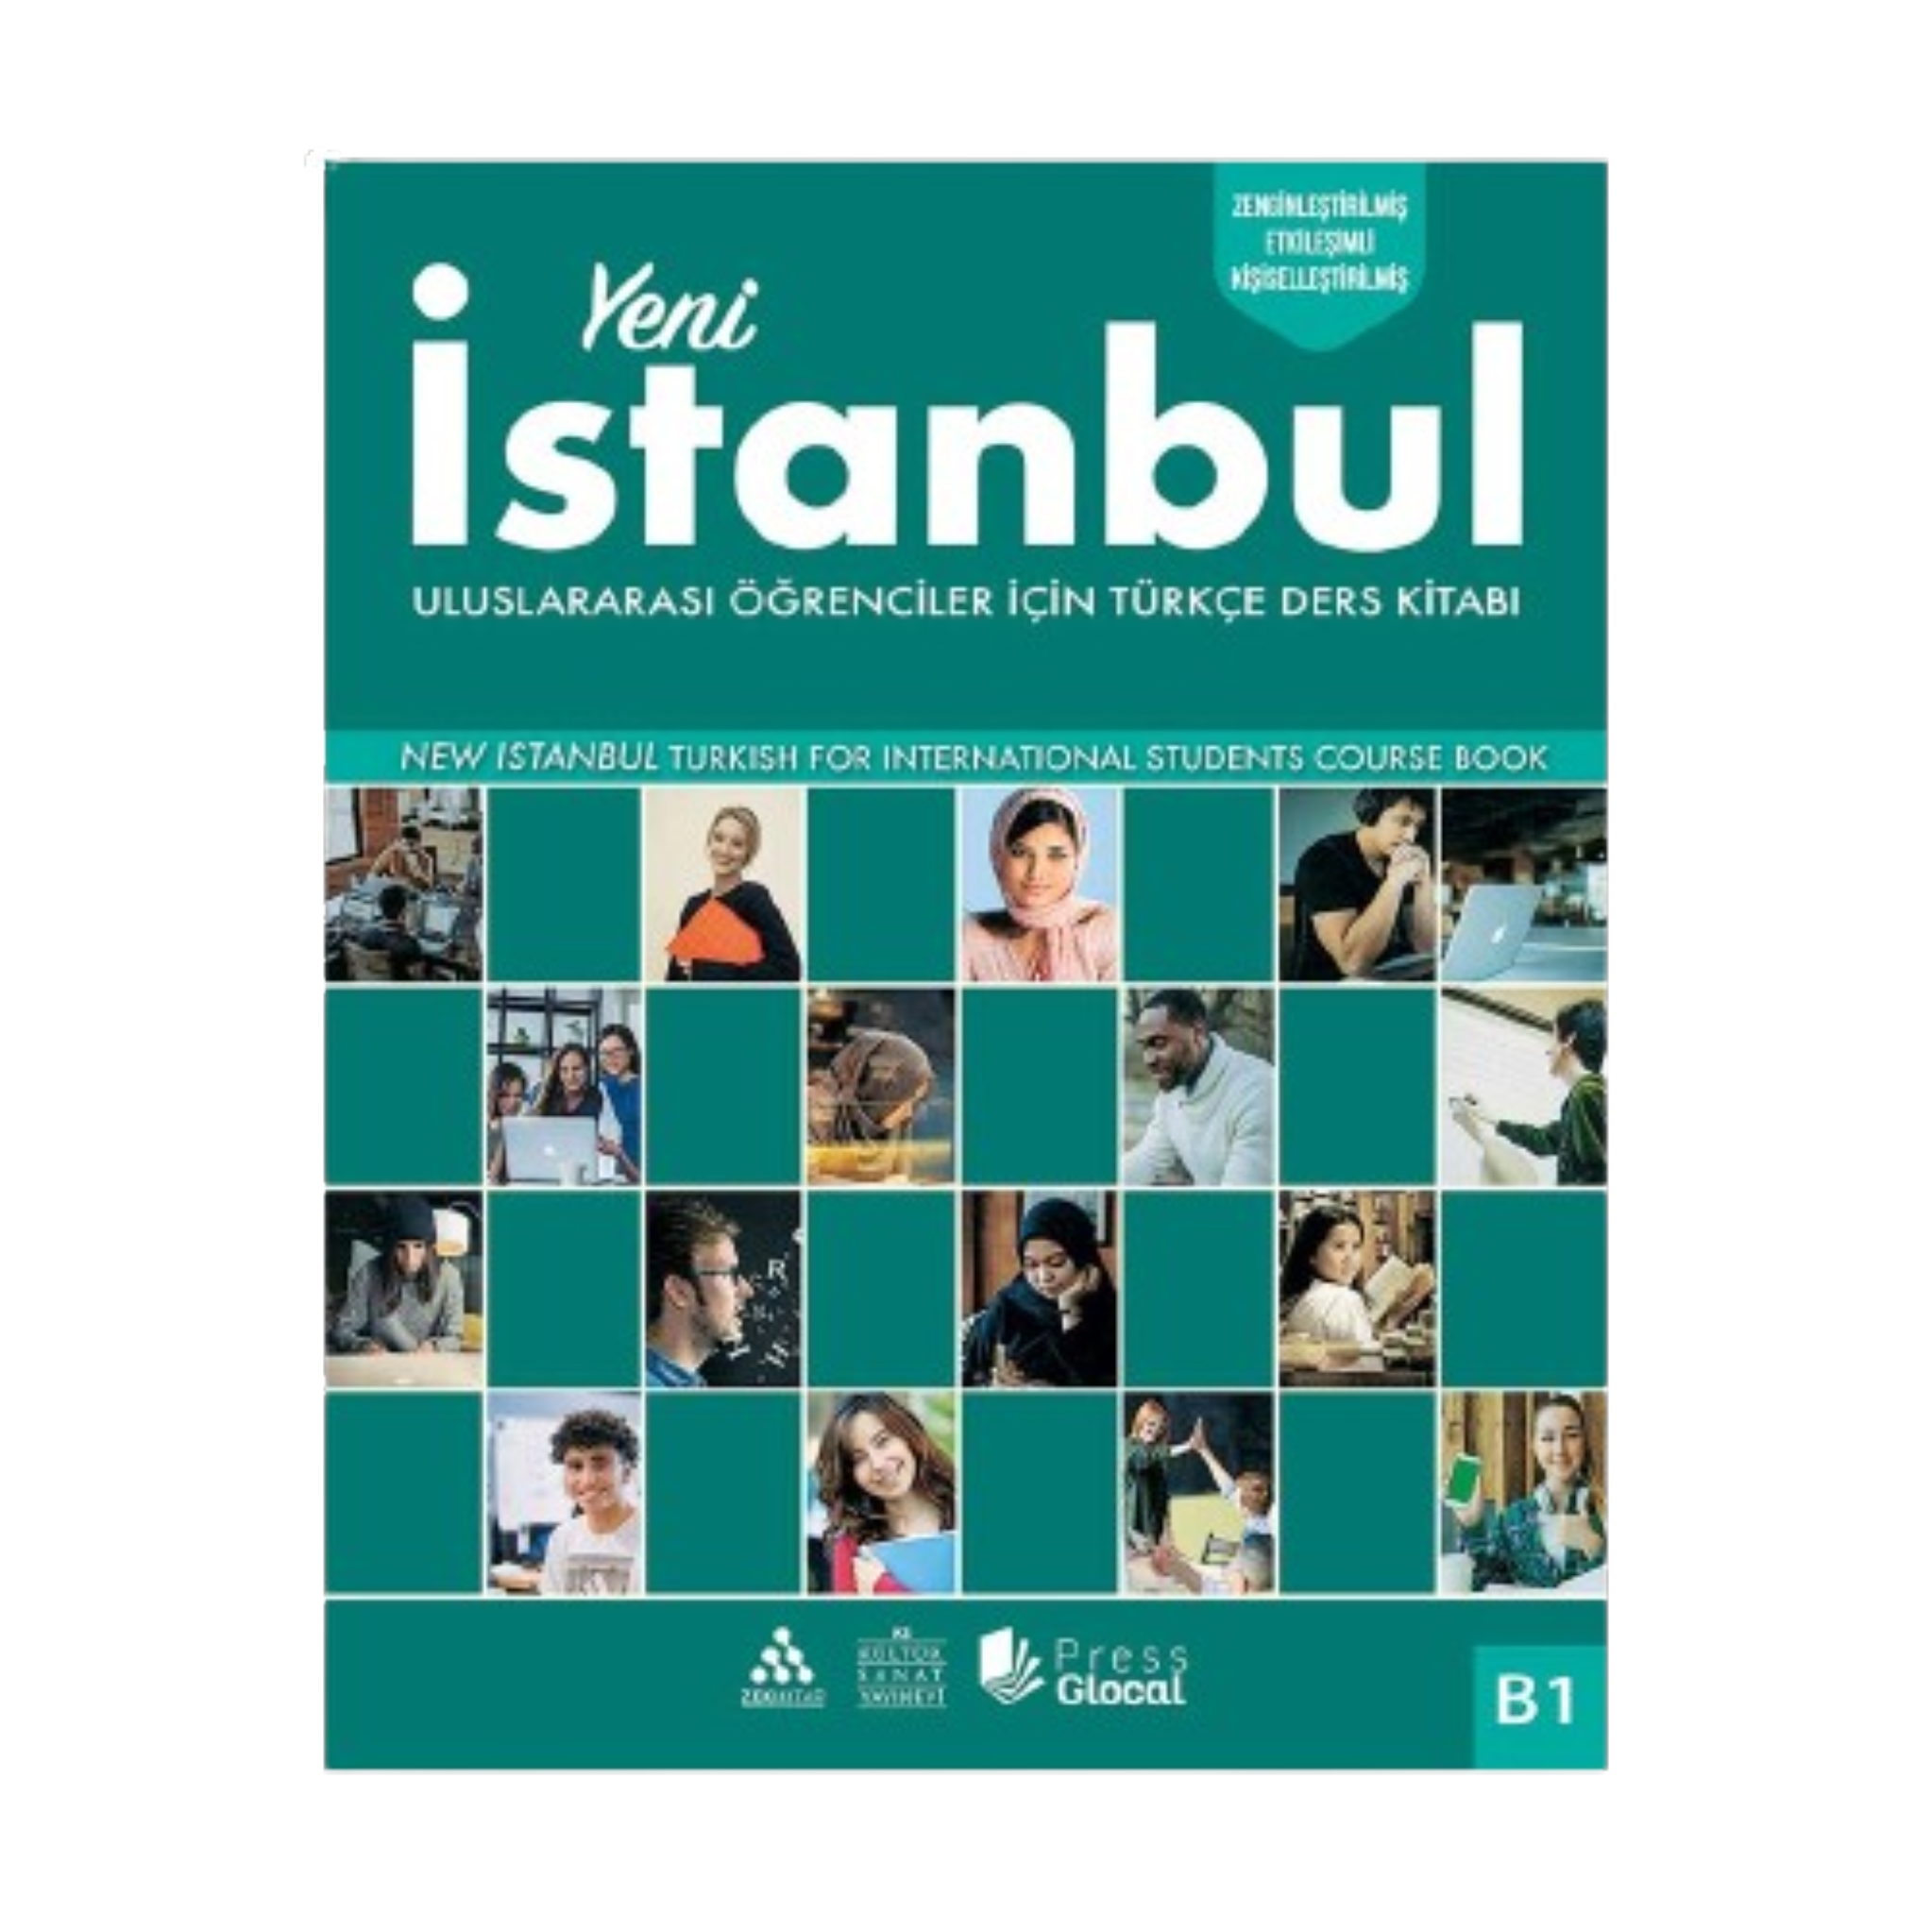 ZENGİNLEŞTİRİLMİŞ
ETKİLEŞİMLİ
KİŞİSELLEŞTİRİLMİŞ
Yeni
istanbul
ULUSLARARASI ÖĞRENCİLER İÇİN TÜRKÇE DERS KİTABI
NEW ISTANBUL TURKISH FOR INTERNATIONAL STUDENTS COURSE BOOK
R
H
KÜLTÜR
SANAT
YAYINEVİ
Press
Glocal
B1